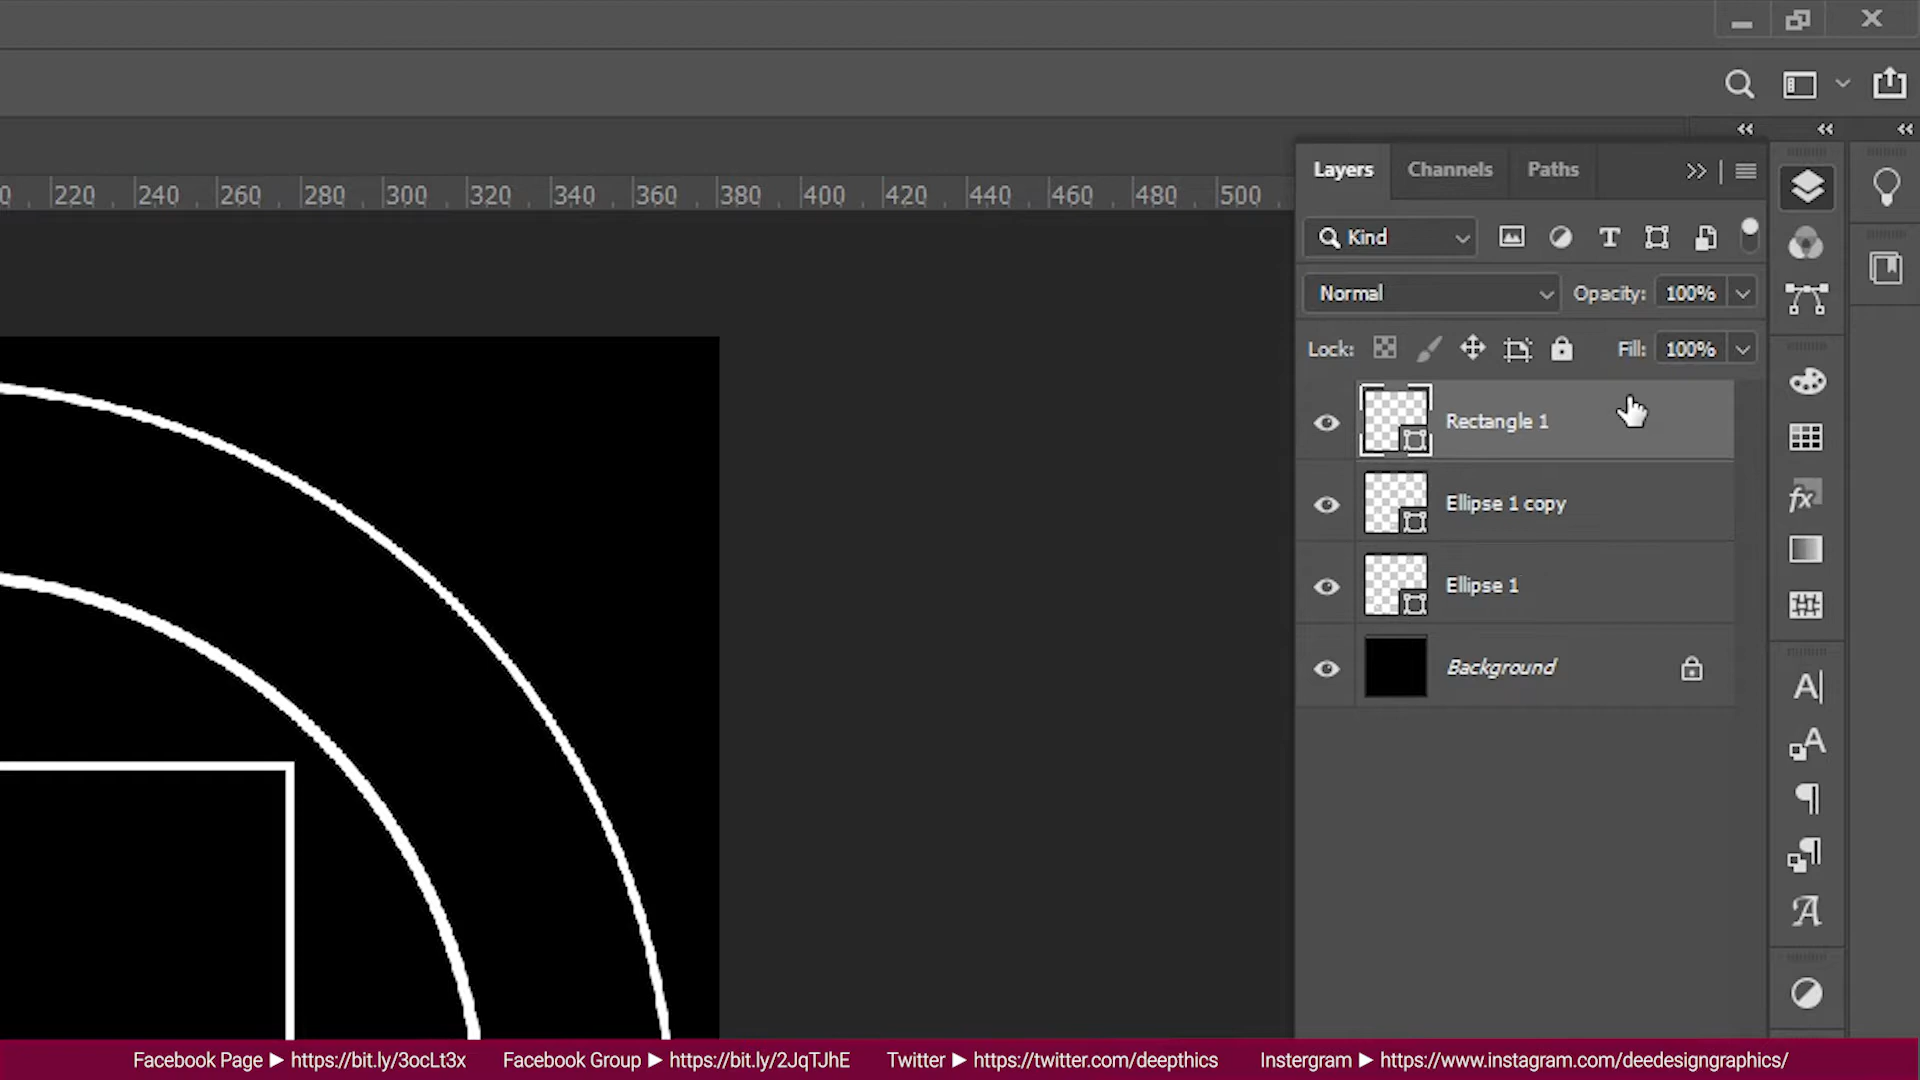 220 240 260 280 300 320 340 360 380 400 420 440 460 480 500
Layers Channels Paths
Kind
Normal Opacity: 100%
Lock: Fill: 100%
Rectangle 1
Ellipse 1 copy
Ellipse 1
Background
Facebook Page ▶ https://bit.ly/3ocLt3x Facebook Group ▶ https://bit.ly/2JqTJhE Twitter ▶ https://twitter.com/deepthics Instergram ▶ https://www.instagram.com/deedesigngraphics/